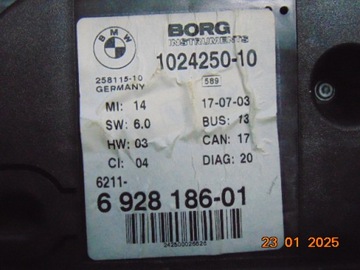 BMW
BORG
INSTRUMENTS
1024250-10
258115-10
GERMANY
589
MI: 14
17-07-03
SW: 6.0
BUS: 13
HW: 03
CAN: 17
CI: 04
DIAG: 20
6211-
6 928 186-01
23 01 2025